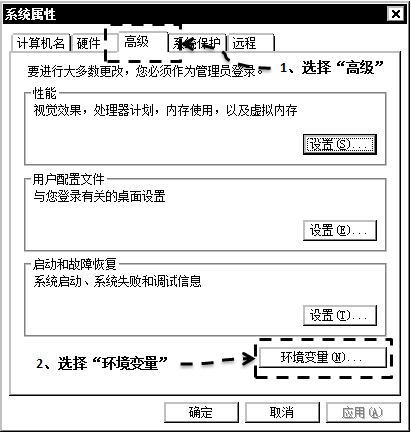 系统属性
计算机名 硬件 高级 系统保护 远程
1、选择“高级”
要进行大多数更改，您必须作为管理员登录。
性能
视觉效果，处理器计划，内存使用，以及虚拟内存
设置(S)...
用户配置文件
与您登录有关的桌面设置
设置(E)...
启动和故障恢复
系统启动、系统失败和调试信息
设置(T)...
2、选择“环境变量”
环境变量(N)...
确定 取消 应用(A)